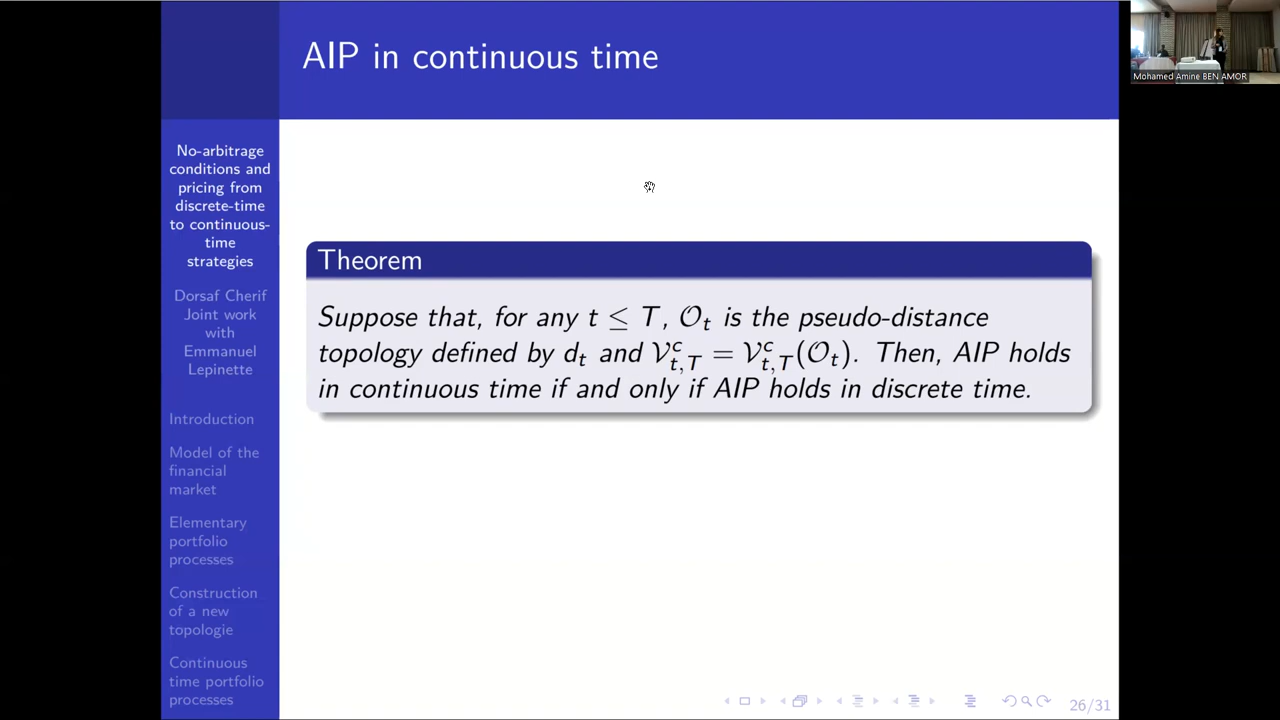 AIP in continuous time
Mohamed Amine BEN AMOR
No-arbitrage
conditions and
pricing from
discrete-time
to continuous-
time
strategies
Dorsaf Cherif
Joint work
with
Emmanuel
Lepinette
Introduction
Model of the
financial
market
Elementary
portfolio
processes
Construction
of a new
topologie
Continuous
time portfolio
processes
Theorem
Suppose that, for any t ≤ T, 𝒪_t is the pseudo-distance
topology defined by d_t and 𝒱^c_{t,T} = 𝒱^c_{t,T}(𝒪_t). Then, AIP holds
in continuous time if and only if AIP holds in discrete time.
26/31